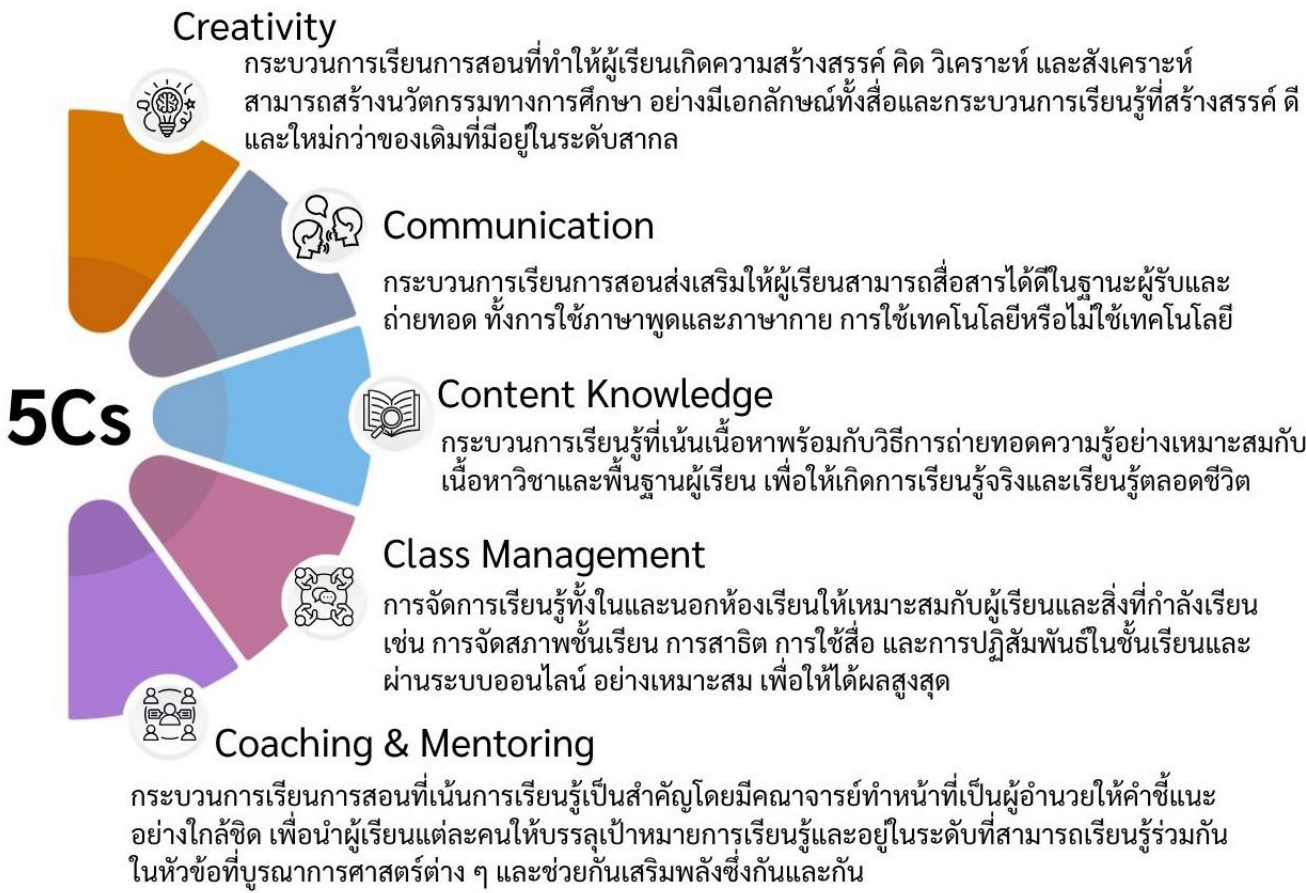 Creativity
กระบวนการเรียนการสอนที่ทำให้ผู้เรียนเกิดความสร้างสรรค์ คิด วิเคราะห์ และสังเคราะห์
สามารถสร้างนวัตกรรมทางการศึกษา อย่างมีเอกลักษณ์ทั้งสื่อและกระบวนการเรียนรู้ที่สร้างสรรค์ ดี
และใหม่กว่าของเดิมที่มีอยู่ในระดับสากล
Communication
กระบวนการเรียนการสอนส่งเสริมให้ผู้เรียนสามารถสื่อสารได้ดีในฐานะผู้รับและ
ถ่ายทอด ทั้งการใช้ภาษาพูดและภาษากาย การใช้เทคโนโลยีหรือไม่ใช้เทคโนโลยี
5Cs
Content Knowledge
กระบวนการเรียนรู้ที่เน้นเนื้อหาพร้อมกับวิธีการถ่ายทอดความรู้อย่างเหมาะสมกับ
เนื้อหาวิชาและพื้นฐานผู้เรียน เพื่อให้เกิดการเรียนรู้จริงและเรียนรู้ตลอดชีวิต
Class Management
การจัดการเรียนรู้ทั้งในและนอกห้องเรียนให้เหมาะสมกับผู้เรียนและสิ่งที่กำลังเรียน
เช่น การจัดสภาพชั้นเรียน การสาธิต การใช้สื่อ และการปฏิสัมพันธ์ในชั้นเรียนและ
ผ่านระบบออนไลน์ อย่างเหมาะสม เพื่อให้ได้ผลสูงสุด
Coaching & Mentoring
กระบวนการเรียนการสอนที่เน้นการเรียนรู้เป็นสำคัญโดยมีคณาจารย์ทำหน้าที่เป็นผู้อำนวยให้คำชี้แนะ
อย่างใกล้ชิด เพื่อนำผู้เรียนแต่ละคนให้บรรลุเป้าหมายการเรียนรู้และอยู่ในระดับที่สามารถเรียนรู้ร่วมกัน
ในหัวข้อที่บูรณาการศาสตร์ต่าง ๆ และช่วยกันเสริมพลังซึ่งกันและกัน